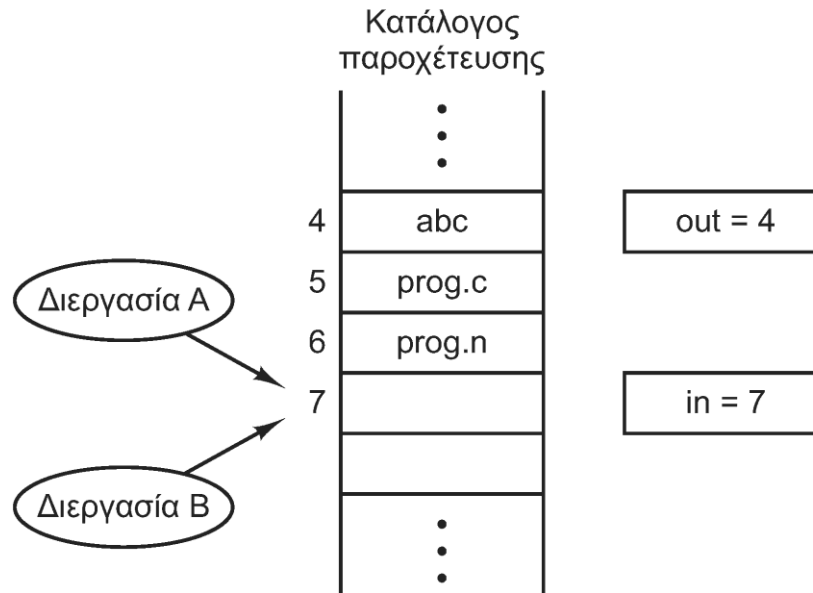 Κατάλογος
παροχέτευσης
4 abc out = 4
Διεργασία Α 5 prog.c
6 prog.n
7 in = 7
Διεργασία Β